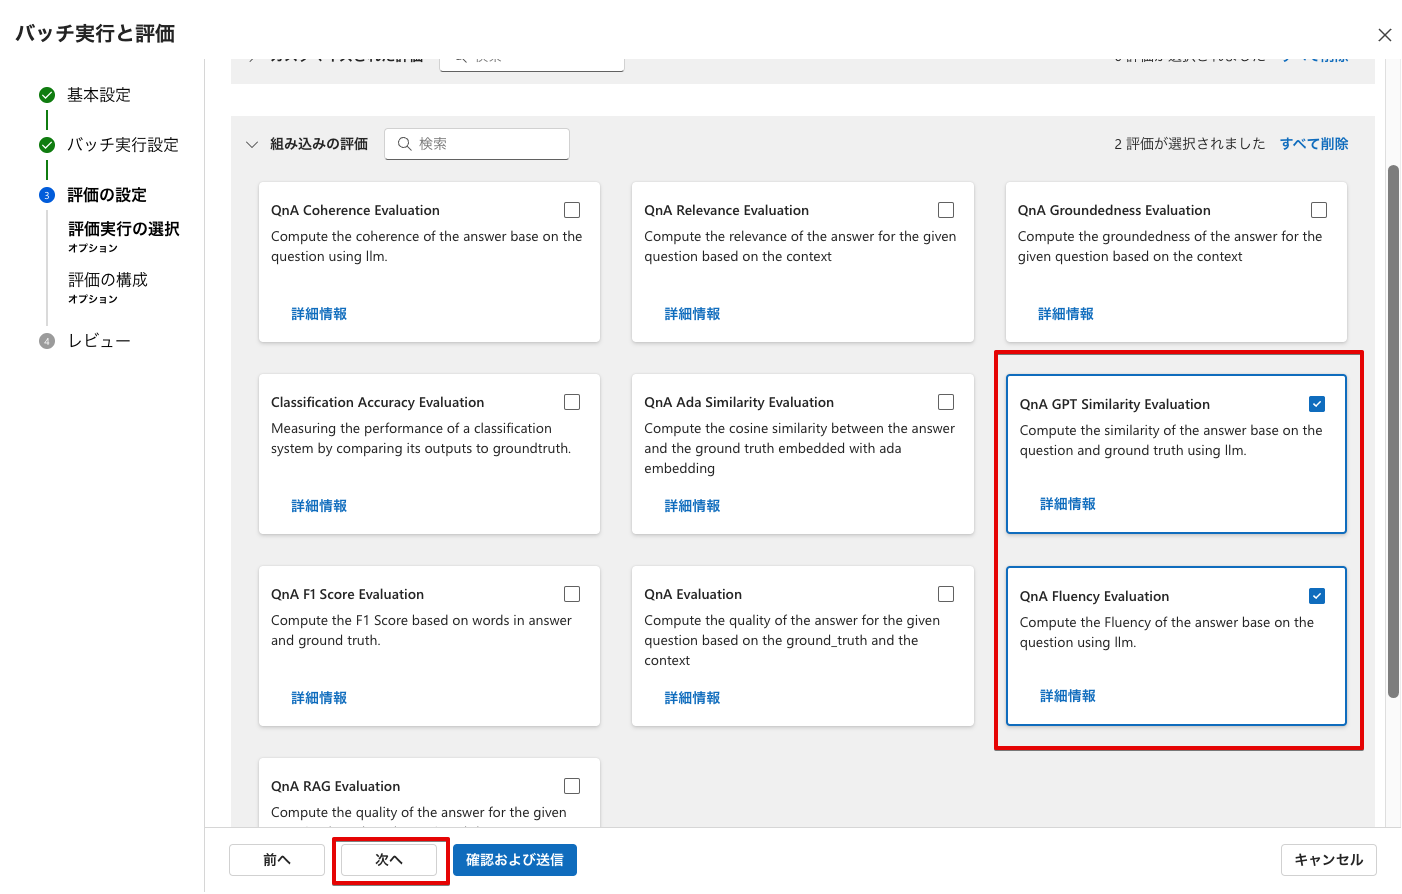 バッチ実行と評価
基本設定
バッチ実行設定
3 評価の設定
評価実行の選択
オプション
評価の構成
オプション
4 レビュー
組み込みの評価
検索
2 評価が選択されました
すべて削除
QnA Coherence Evaluation
Compute the coherence of the answer base on the
question using llm.
詳細情報
QnA Relevance Evaluation
Compute the relevance of the answer for the given
question based on the context
詳細情報
QnA Groundedness Evaluation
Compute the groundedness of the answer for the
given question based on the context
詳細情報
Classification Accuracy Evaluation
Measuring the performance of a classification
system by comparing its outputs to groundtruth.
詳細情報
QnA Ada Similarity Evaluation
Compute the cosine similarity between the answer
and the ground truth embedded with ada
embedding
詳細情報
QnA GPT Similarity Evaluation
Compute the similarity of the answer base on the
question and ground truth using llm.
詳細情報
QnA F1 Score Evaluation
Compute the F1 Score based on words in answer
and ground truth.
詳細情報
QnA Evaluation
Compute the quality of the answer for the given
question based on the ground_truth and the
context
詳細情報
QnA Fluency Evaluation
Compute the Fluency of the answer base on the
question using llm.
詳細情報
QnA RAG Evaluation
Compute the quality of the answer for the given
前へ
次へ
確認および送信
キャンセル